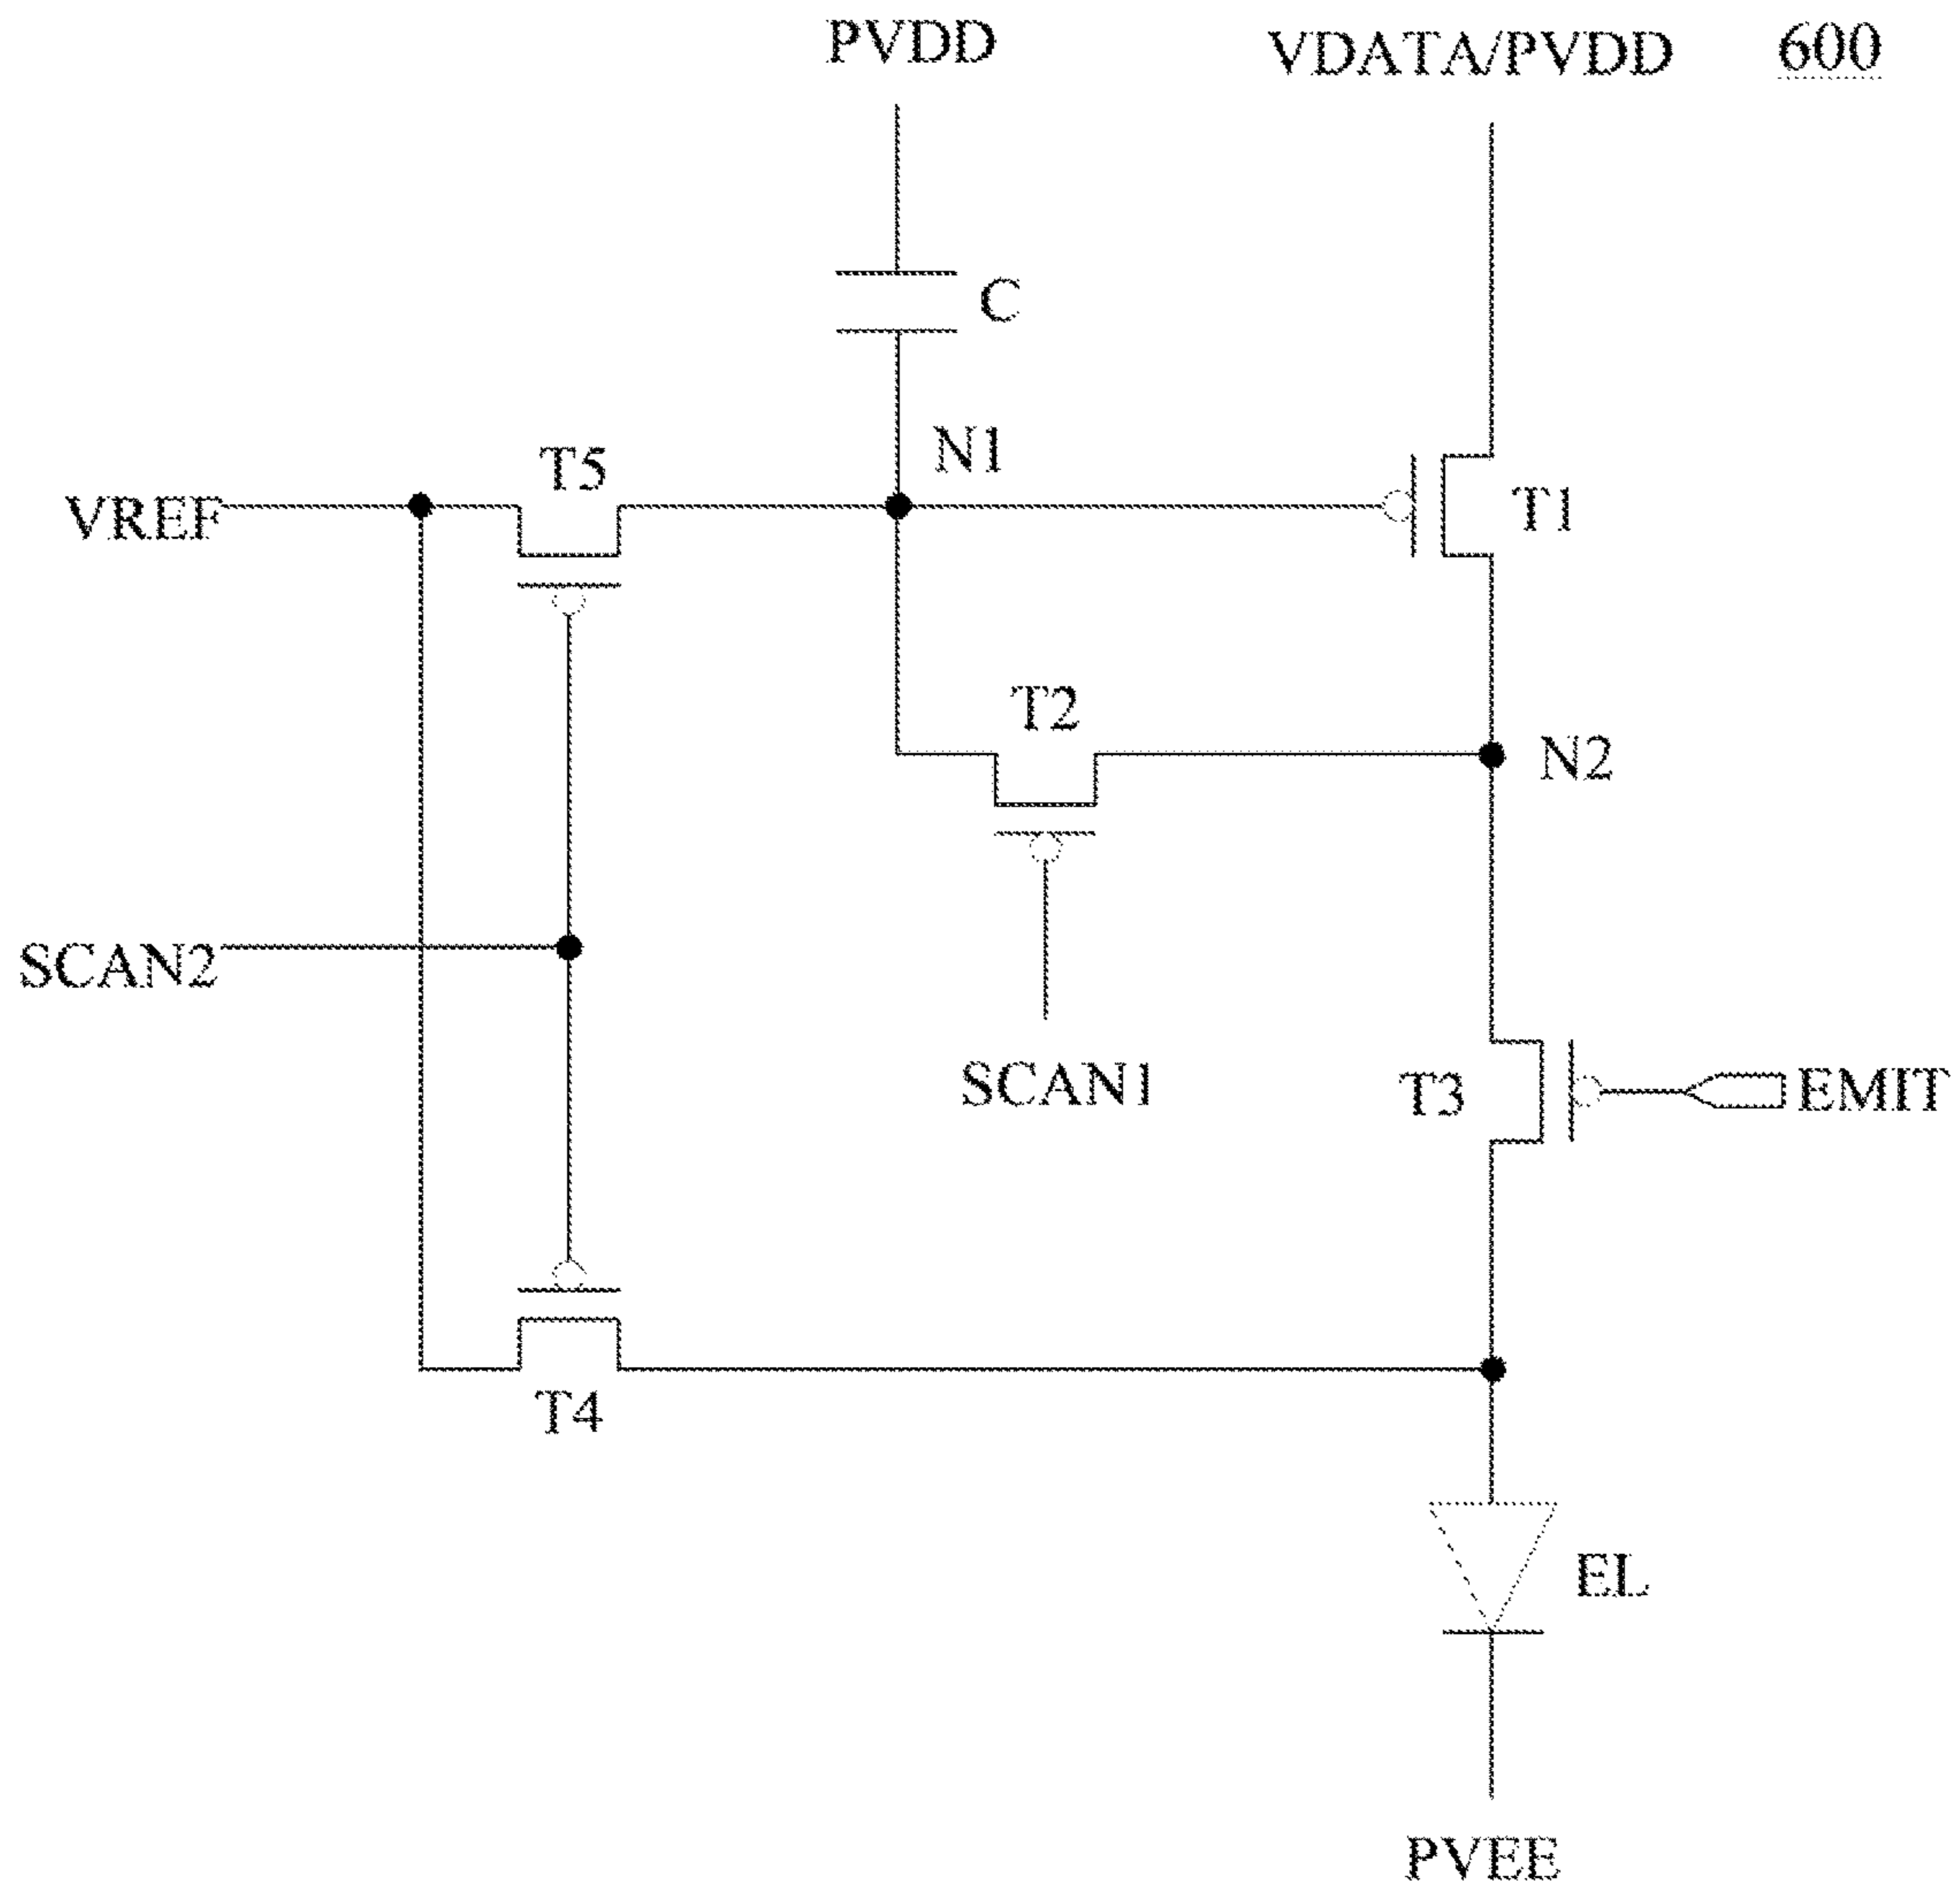 PVDD
VDATA/PVDD
600
C
N1
T5
VREF
T1
T2
N2
SCAN2
SCAN1
T3
EMIT
T4
EL
PVEE